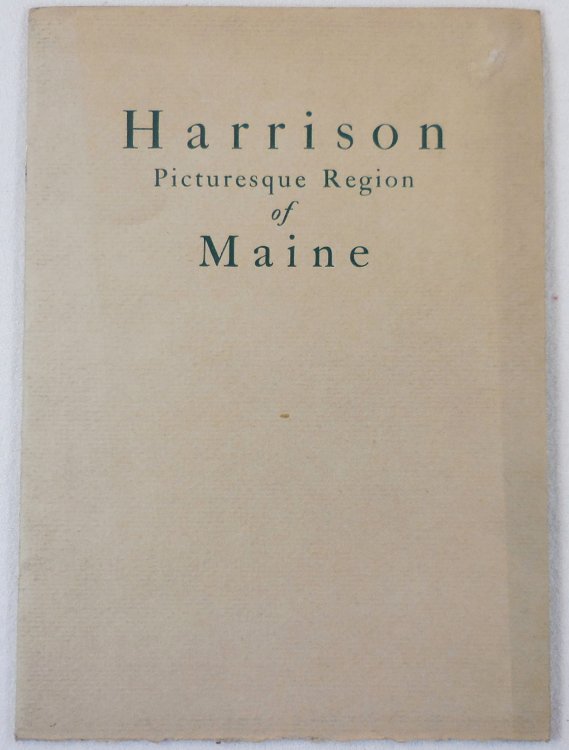 Harrison
Picturesque Region
of
Maine